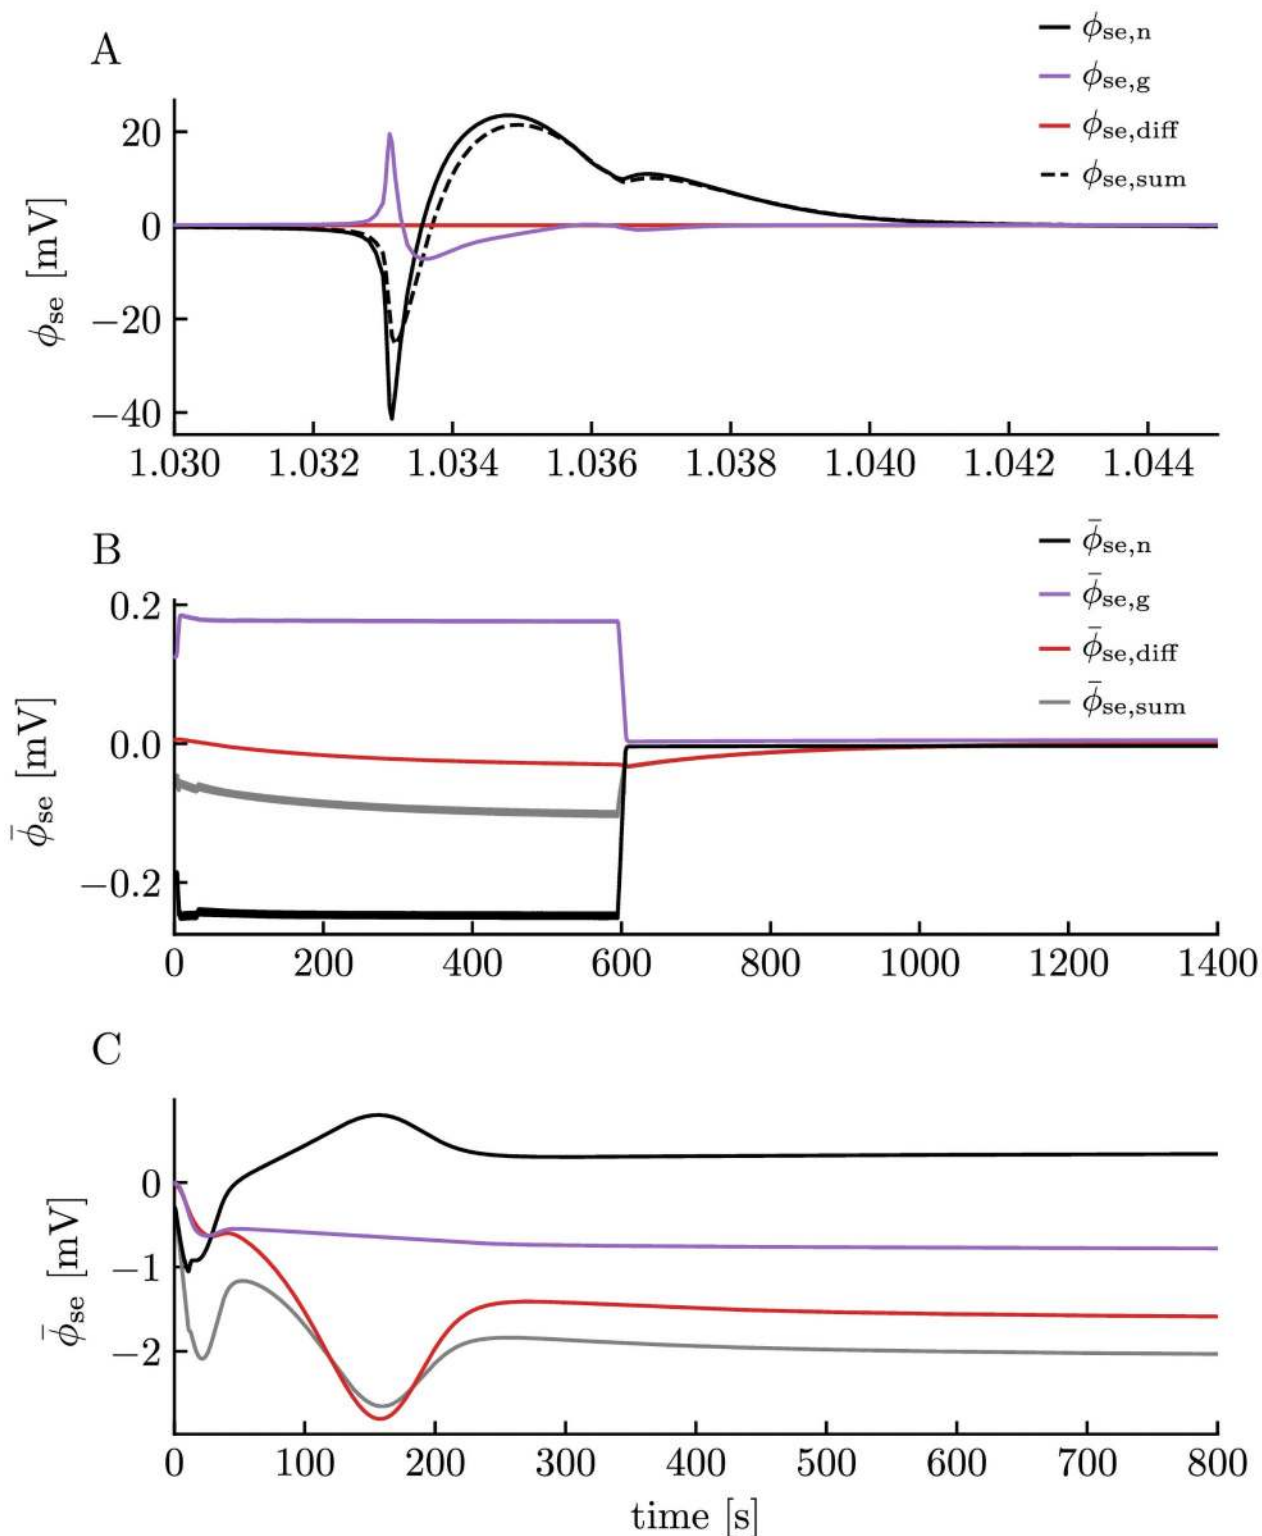 A
ϕse,n
ϕse,g
ϕse,diff
ϕse,sum
20
0
−20
−40
ϕse [mV]
1.030 1.032 1.034 1.036 1.038 1.040 1.042 1.044
B
ϕ̄se,n
ϕ̄se,g
ϕ̄se,diff
ϕ̄se,sum
0.2
0.0
−0.2
ϕ̄se [mV]
0 200 400 600 800 1000 1200 1400
C
0
−1
−2
ϕ̄se [mV]
0 100 200 300 400 500 600 700 800
time [s]